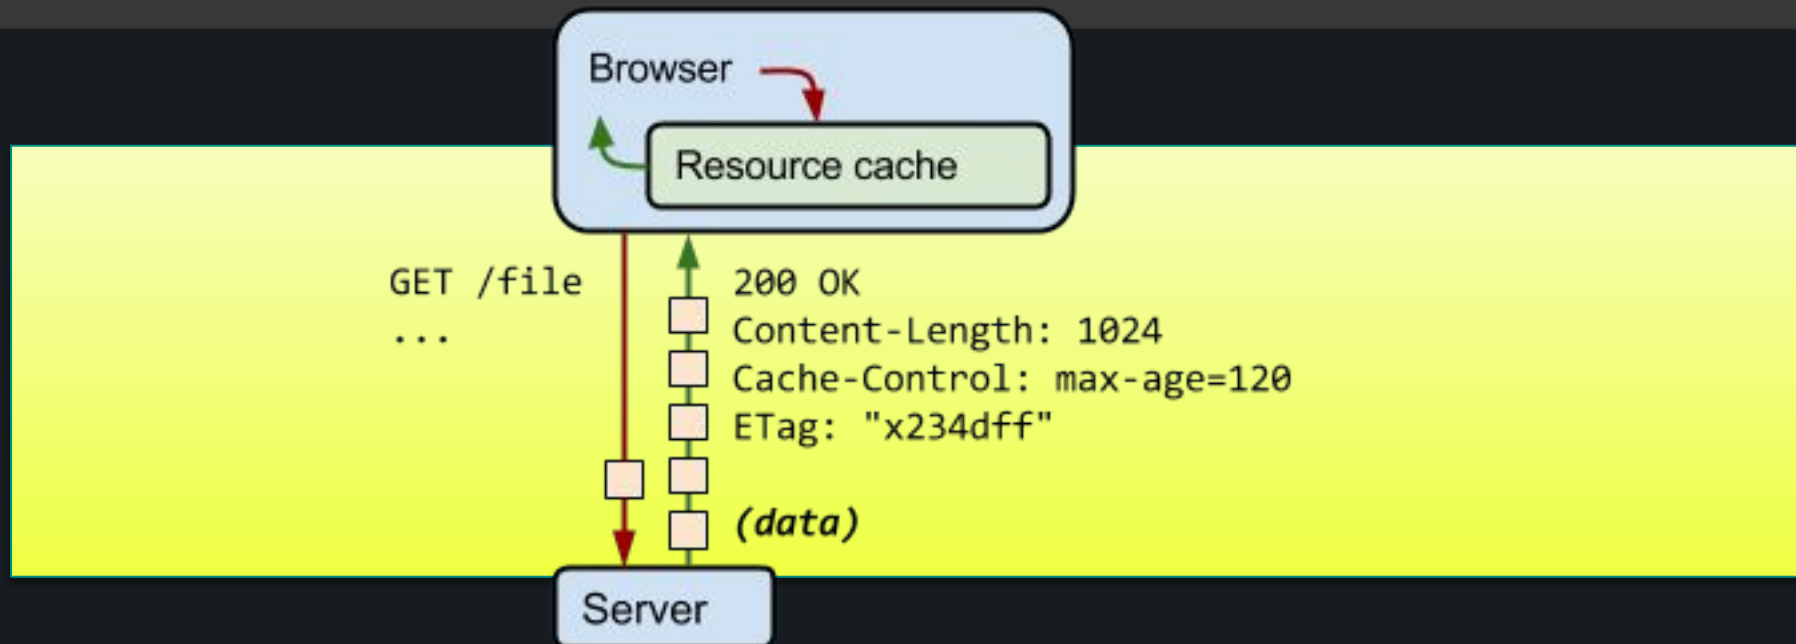 Browser
Resource cache
GET /file
...
200 OK
Content-Length: 1024
Cache-Control: max-age=120
ETag: "x234dff"
(data)
Server